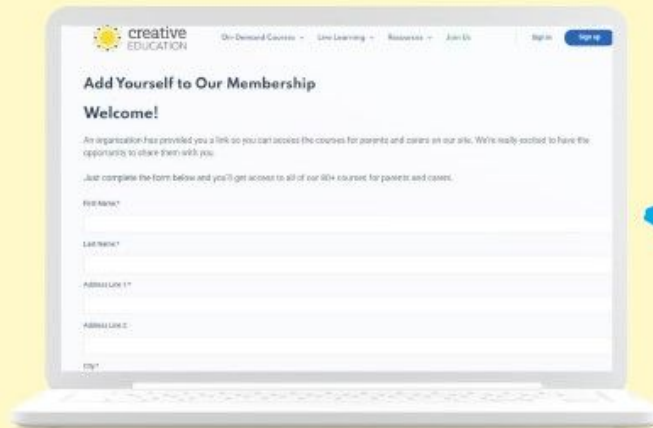 creative
EDUCATION
On-Demand Courses Live Learning Resources Join Us Sign in Sign up
Add Yourself to Our Membership
Welcome!
An organisation has provided you a link so you can access the courses for parents and carers on our site. We're really excited to have the
opportunity to share them with you.
Just complete the form below and you'll get access to all of our 80+ courses for parents and carers.
First Name*
Last Name*
Address Line 1*
Address Line 2
City*